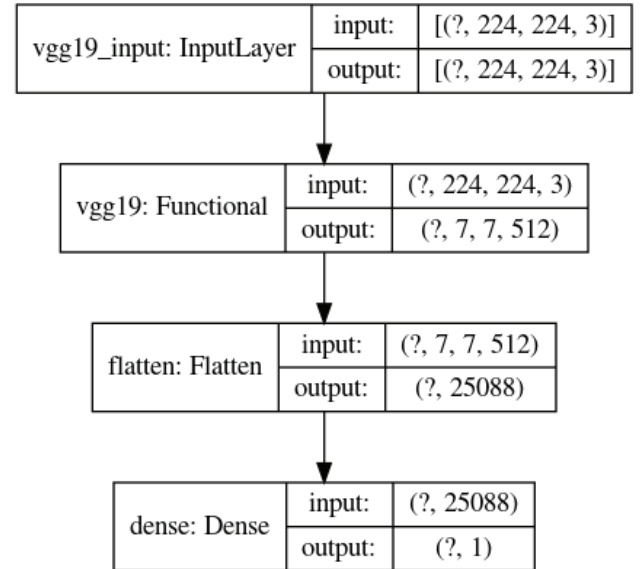 vgg19_input: InputLayer
input: [(?, 224, 224, 3)]
output: [(?, 224, 224, 3)]
vgg19: Functional
input: (?, 224, 224, 3)
output: (?, 7, 7, 512)
flatten: Flatten
input: (?, 7, 7, 512)
output: (?, 25088)
dense: Dense
input: (?, 25088)
output: (?, 1)